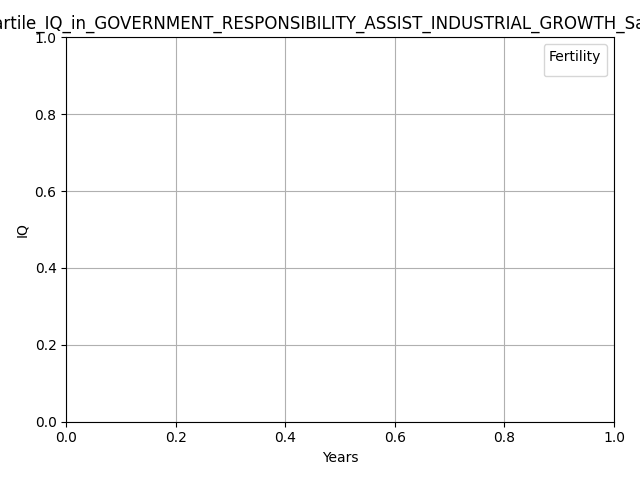 artile_IQ_in_GOVERNMENT_RESPONSIBILITY_ASSIST_INDUSTRIAL_GROWTH_Sa
Fertility
1.0
0.8
0.6
IQ
0.4
0.2
0.0
0.0 0.2 0.4 0.6 0.8 1.0
Years